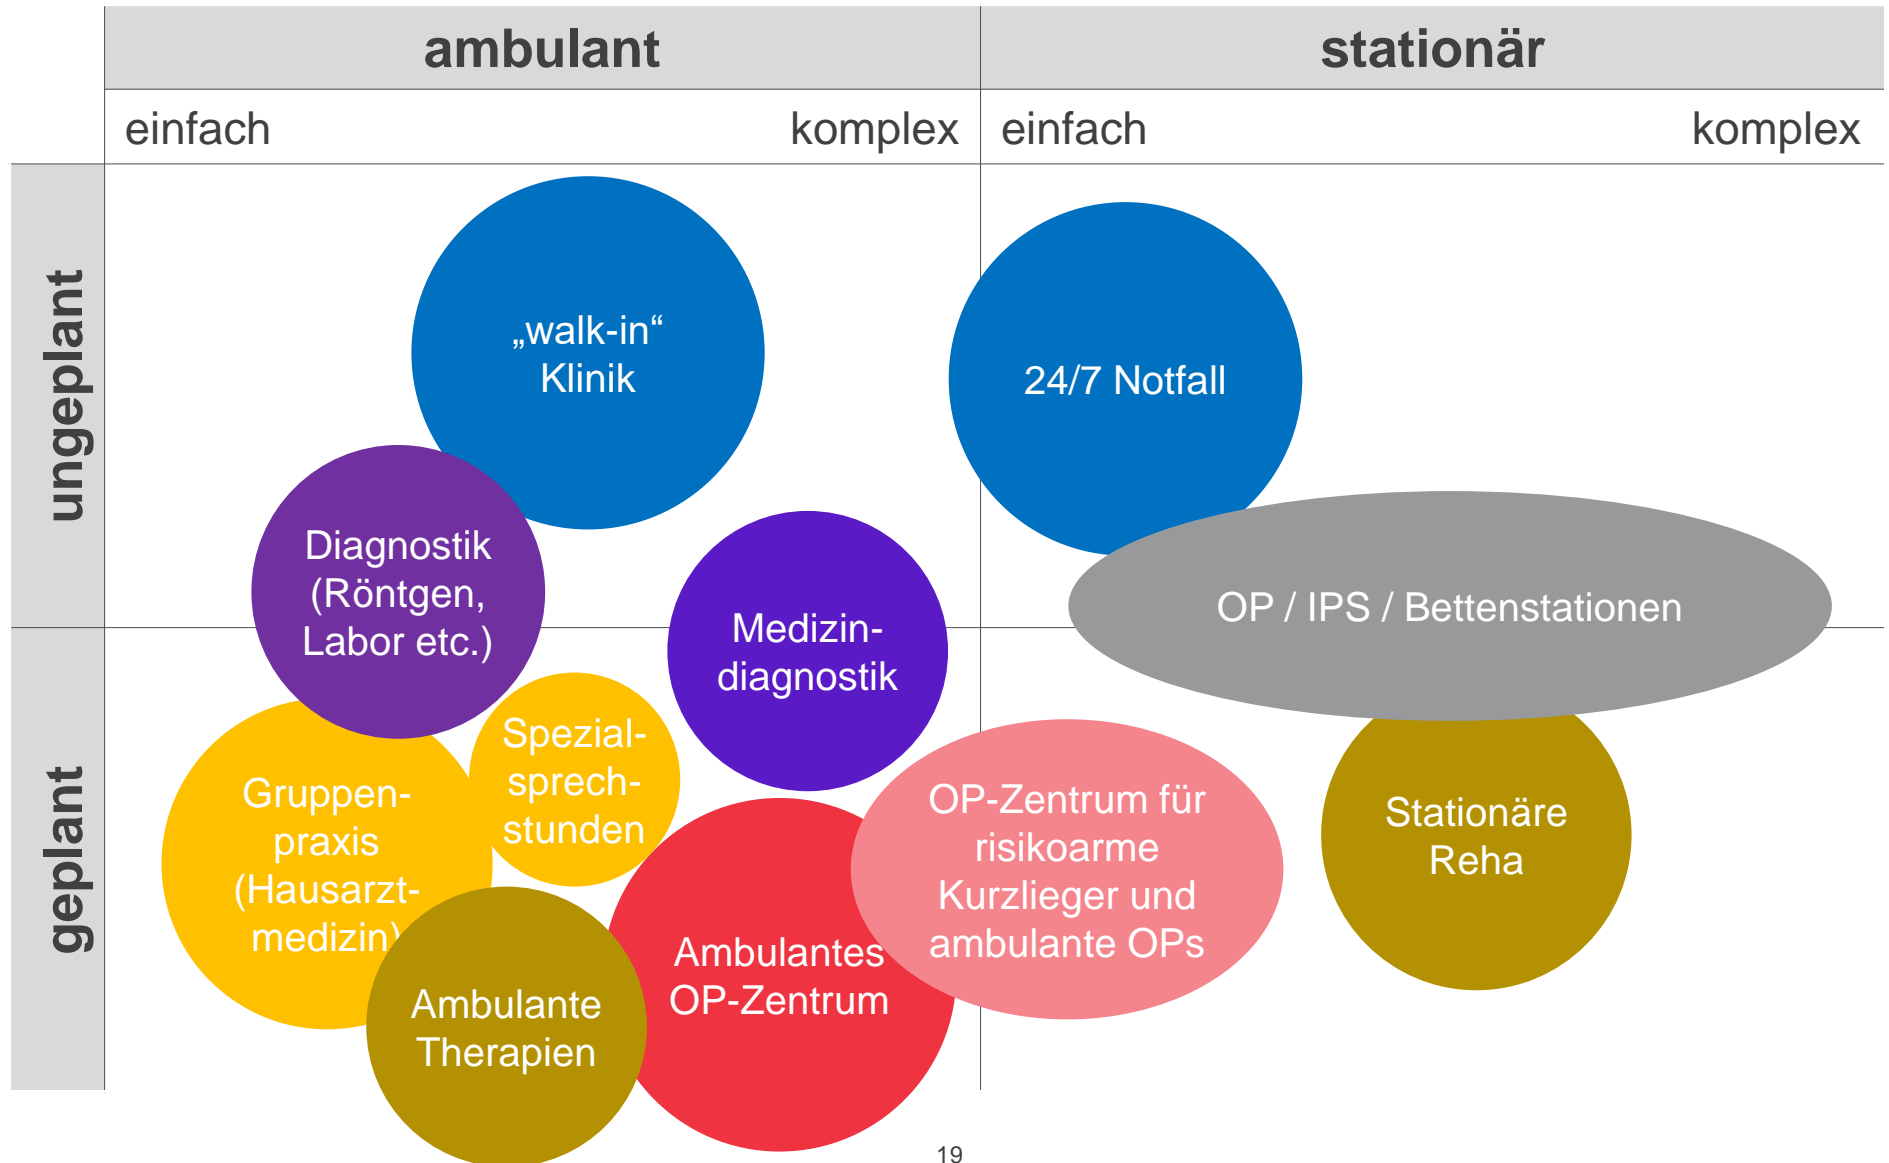 ambulant
stationär
einfach
komplex
einfach
komplex
ungeplant
„walk-in“
Klinik
24/7 Notfall
Diagnostik
(Röntgen,
Labor etc.)
Medizin-
diagnostik
OP / IPS / Bettenstationen
geplant
Gruppen-
praxis
(Hausarzt-
medizin)
Spezial-
sprech-
stunden
OP-Zentrum für
risikoarme
Kurzlieger und
ambulante OPs
Stationäre
Reha
Ambulante
Therapien
Ambulantes
OP-Zentrum
19